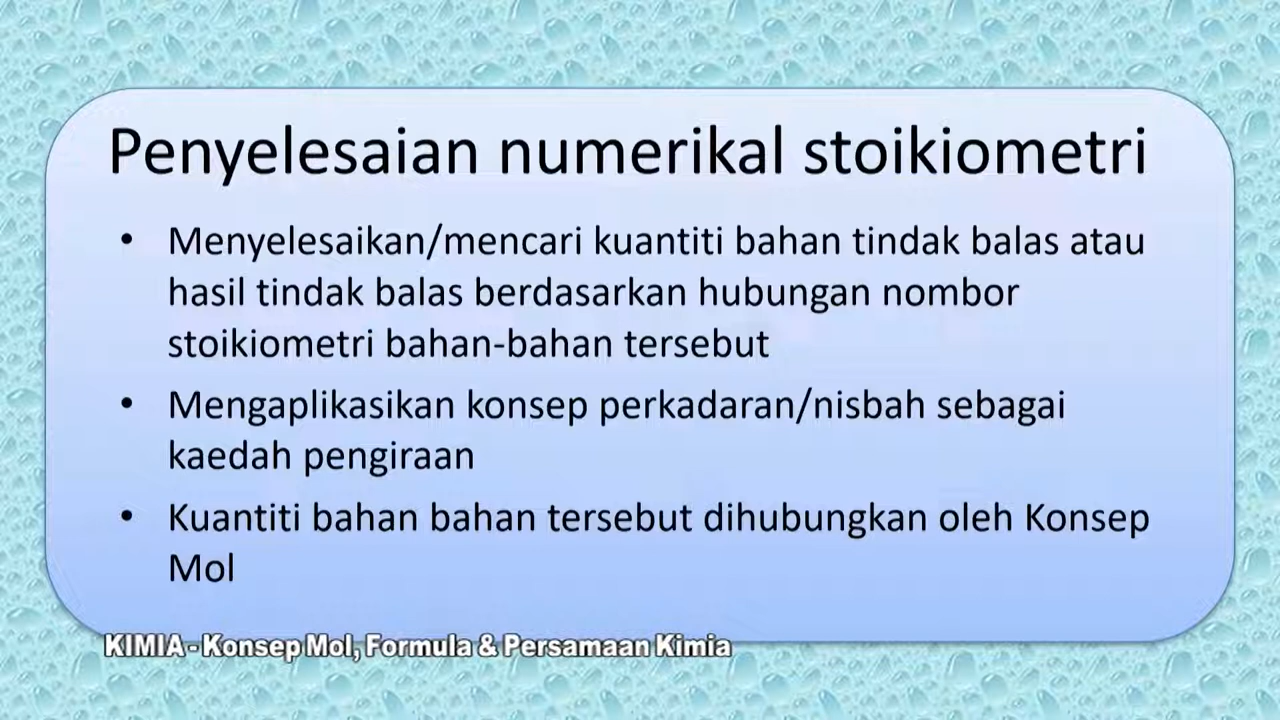 Penyelesaian numerikal stoikiometri
• Menyelesaikan/mencari kuantiti bahan tindak balas atau
hasil tindak balas berdasarkan hubungan nombor
stoikiometri bahan-bahan tersebut
• Mengaplikasikan konsep perkadaran/nisbah sebagai
kaedah pengiraan
• Kuantiti bahan bahan tersebut dihubungkan oleh Konsep
Mol
KIMIA - Konsep Mol, Formula & Persamaan Kimia